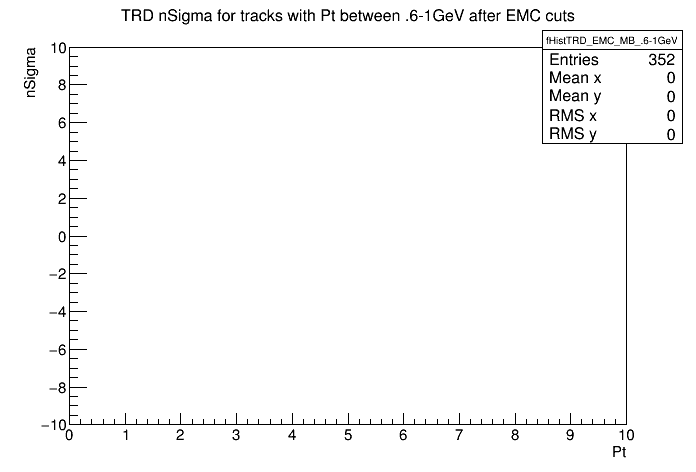 TRD nSigma for tracks with Pt between .6-1GeV after EMC cuts
fHistTRD_EMC_MB_.6-1GeV
Entries 352
Mean x 0
Mean y 0
RMS x 0
RMS y 0
nSigma
10
8
6
4
2
0
−2
−4
−6
−8
−10
0 1 2 3 4 5 6 7 8 9 10
Pt